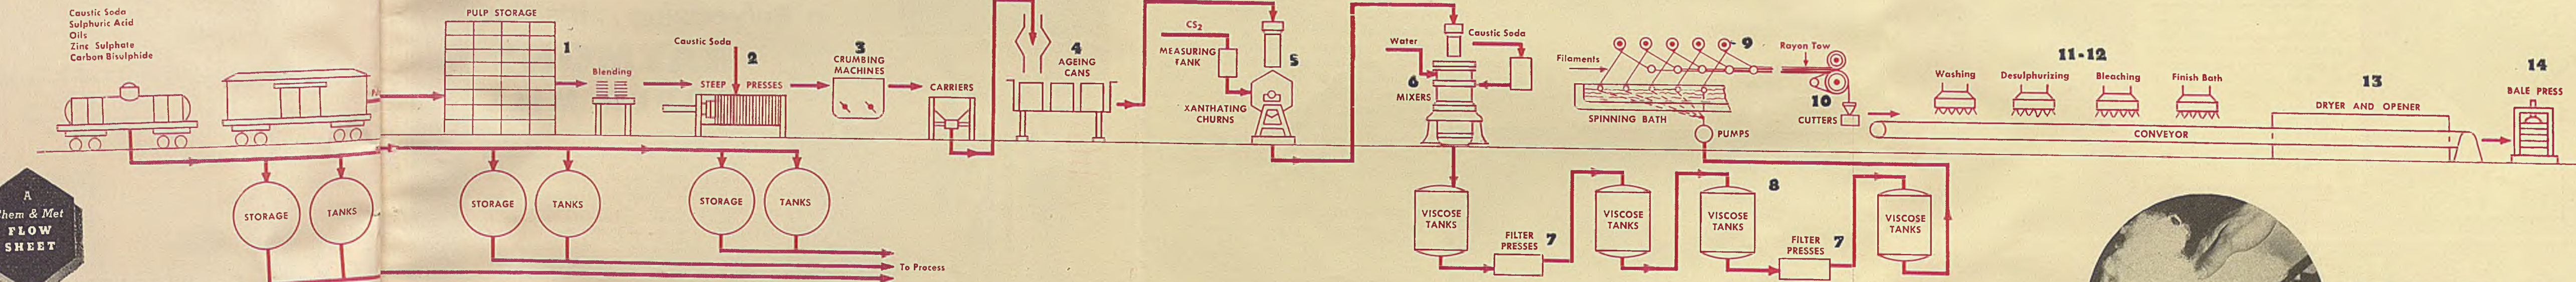 Caustic Soda
Sulphuric Acid
Oils
Zinc Sulphate
Carbon Bisulphide
A
Chem & Met
FLOW
SHEET
STORAGE
TANKS
PULP STORAGE
1
Blending
Caustic Soda
2
STEEP PRESSES
3
CRUMBING
MACHINES
CARRIERS
STORAGE
TANKS
STORAGE
TANKS
To Process
4
AGEING
CANS
CS₂
MEASURING
TANK
5
XANTHATING
CHURNS
Water
Caustic Soda
6
MIXERS
VISCOSE
TANKS
FILTER
PRESSES
7
VISCOSE
TANKS
VISCOSE
TANKS
8
FILTER
PRESSES
7
VISCOSE
TANKS
Filaments
9
SPINNING BATH
PUMPS
Rayon Tow
10
CUTTERS
11-12
Washing
Desulphurizing
Bleaching
Finish Bath
CONVEYOR
13
DRYER AND OPENER
14
BALE PRESS